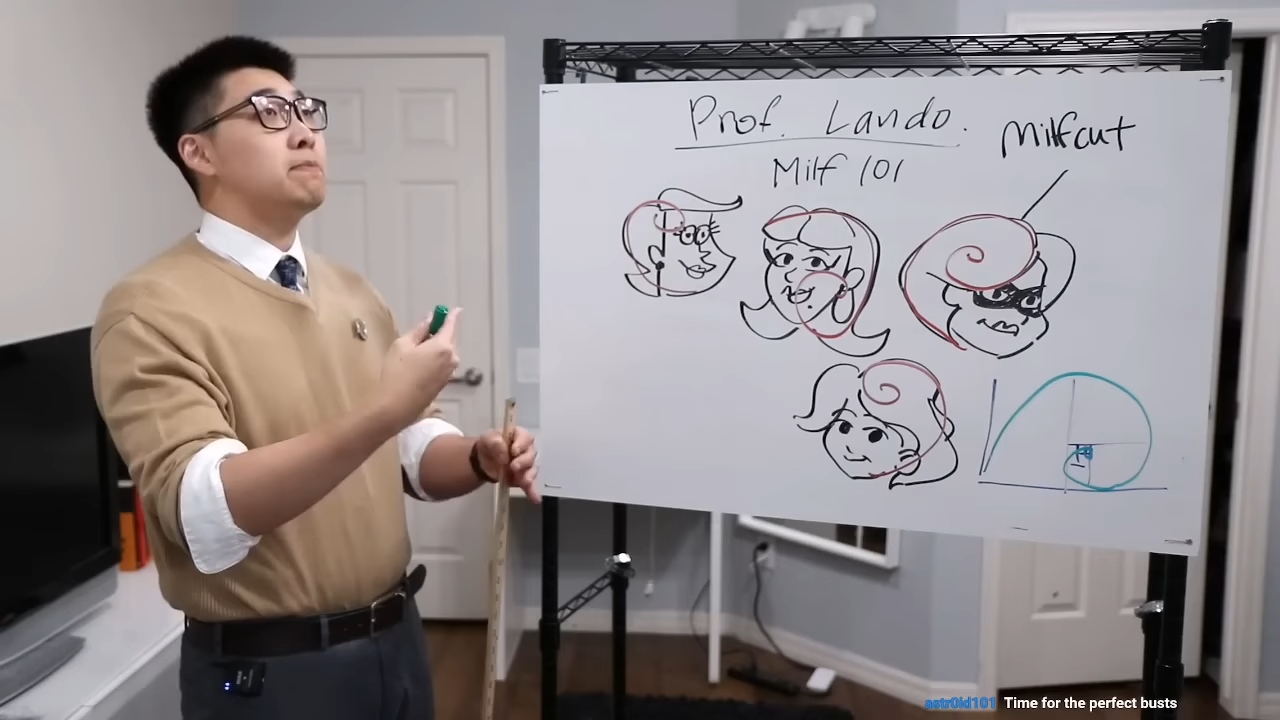 Prof. Lando.
Milf 101
Milfcut
astr0id101 Time for the perfect busts